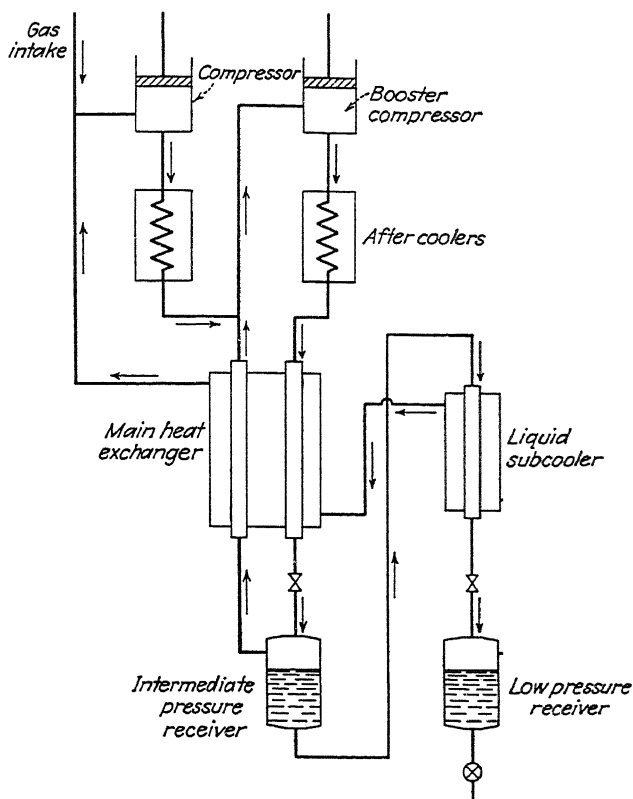 Gas
intake
Compressor
Booster
compressor
After coolers
Main heat
exchanger
Liquid
subcooler
Intermediate
pressure
receiver
Low pressure
receiver